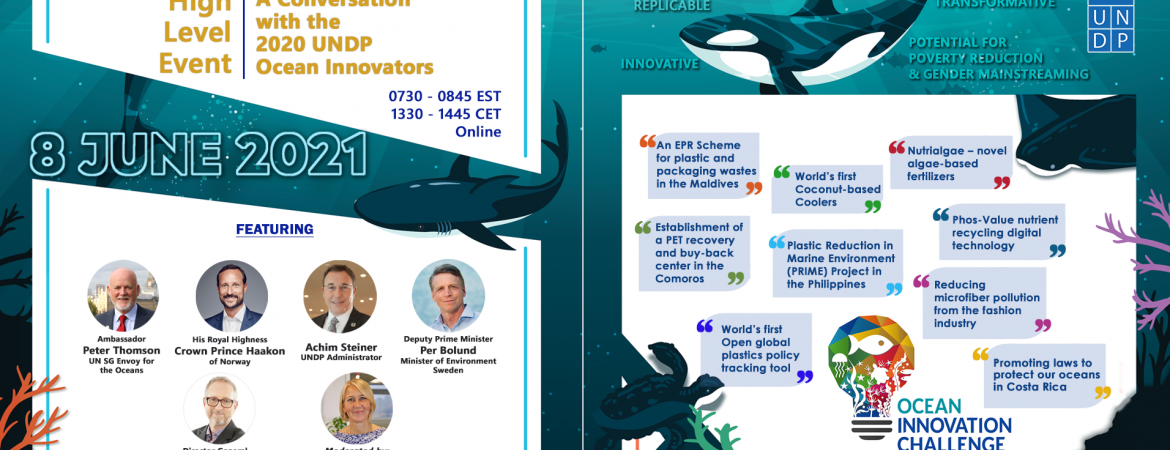 High
Level
Event
A Conversation
with the
2020 UNDP
Ocean Innovators
0730 - 0845 EST
1330 - 1445 CET
Online
8 JUNE 2021
FEATURING
Ambassador
Peter Thomson
UN SG Envoy for
the Oceans
His Royal Highness
Crown Prince Haakon
of Norway
Achim Steiner
UNDP Administrator
Deputy Prime Minister
Per Bolund
Minister of Environment
Sweden
Director General
Moderated by:
REPLICABLE
INNOVATIVE
TRANSFORMATIVE
POTENTIAL FOR
POVERTY REDUCTION
& GENDER MAINSTREAMING
U N
D P
An EPR Scheme
for plastic and
packaging wastes
in the Maldives
World's first
Coconut-based
Coolers
Nutrialgae – novel
algae-based
fertilizers
Establishment of
a PET recovery
and buy-back
center in the
Comoros
Plastic Reduction in
Marine Environment
(PRIME) Project in
the Philippines
Phos-Value nutrient
recycling digital
technology
Reducing
microfiber pollution
from the fashion
industry
World's first
Open global
plastics policy
tracking tool
Promoting laws to
protect our oceans
in Costa Rica
OCEAN
INNOVATION
CHALLENGE